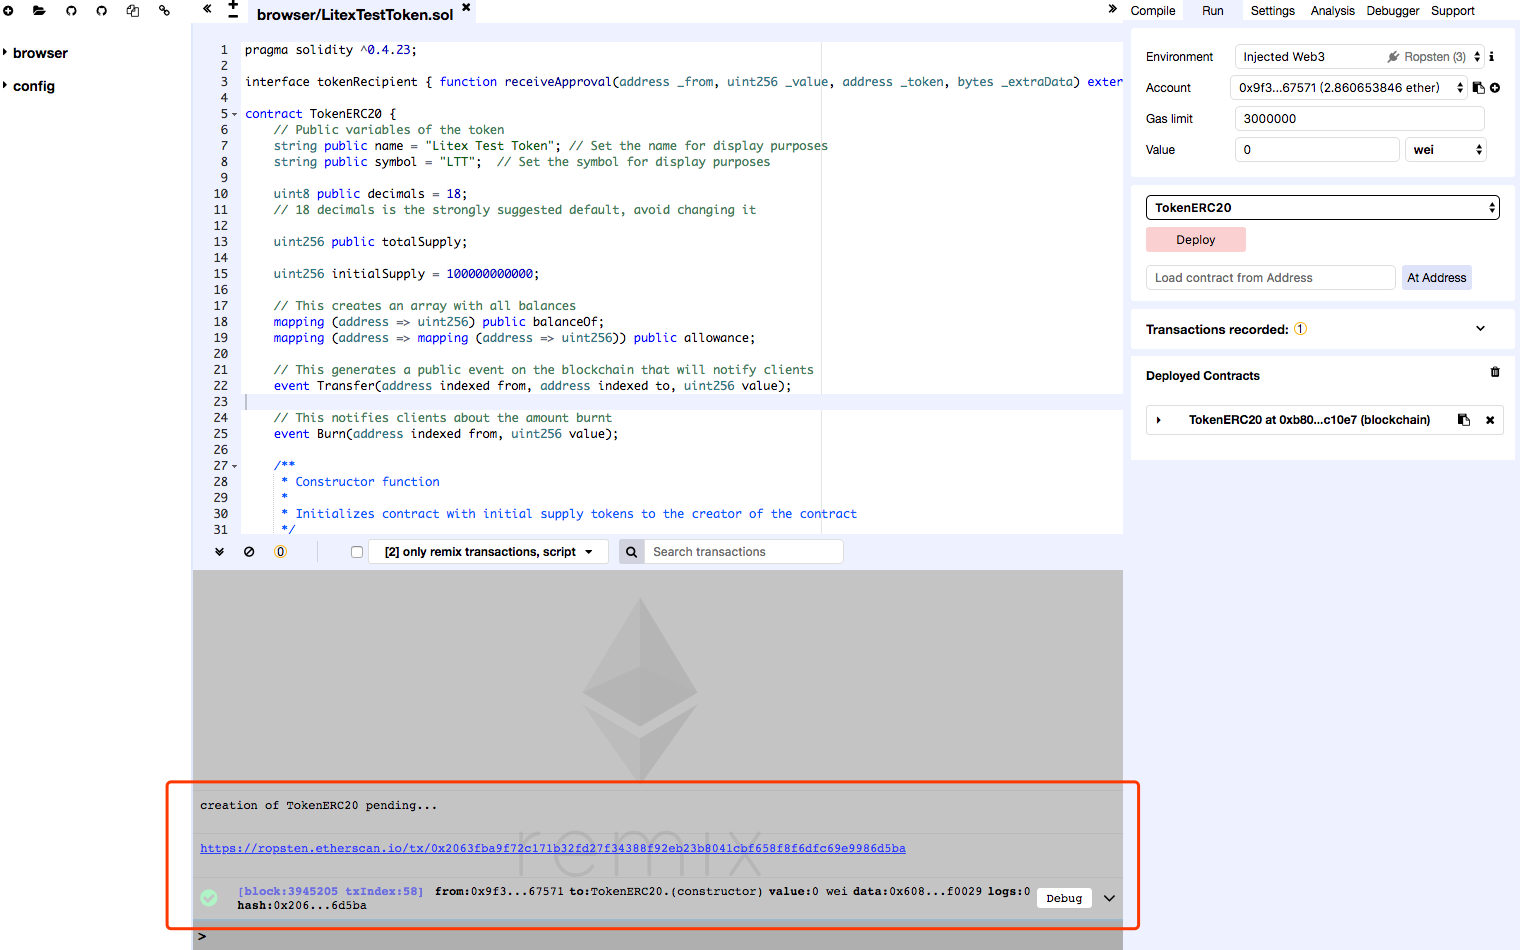 browser/LitexTestToken.sol
Compile Run Settings Analysis Debugger Support
browser
config
1 pragma solidity ^0.4.23;
2
3 interface tokenRecipient { function receiveApproval(address _from, uint256 _value, address _token, bytes _extraData) exter
4
5 contract TokenERC20 {
6 // Public variables of the token
7 string public name = "Litex Test Token"; // Set the name for display purposes
8 string public symbol = "LTT";  // Set the symbol for display purposes
9
10 uint8 public decimals = 18;
11 // 18 decimals is the strongly suggested default, avoid changing it
12
13 uint256 public totalSupply;
14
15 uint256 initialSupply = 100000000000;
16
17 // This creates an array with all balances
18 mapping (address => uint256) public balanceOf;
19 mapping (address => mapping (address => uint256)) public allowance;
20
21 // This generates a public event on the blockchain that will notify clients
22 event Transfer(address indexed from, address indexed to, uint256 value);
23
24 // This notifies clients about the amount burnt
25 event Burn(address indexed from, uint256 value);
26
27 /**
28 * Constructor function
29 *
30 * Initializes contract with initial supply tokens to the creator of the contract
31 */
0 [2] only remix transactions, script Search transactions
remix
creation of TokenERC20 pending...
https://ropsten.etherscan.io/tx/0x2063fba9f72c171b32fd27f34388f92eb23b8041cbf658f8f6dfc69e9986d5ba
[block:3945205 txIndex:58] from:0x9f3...67571 to:TokenERC20.(constructor) value:0 wei data:0x608...f0029 logs:0
hash:0x206...6d5ba
Debug
>
Environment Injected Web3 Ropsten (3) i
Account 0x9f3...67571 (2.860653846 ether)
Gas limit 3000000
Value 0 wei
TokenERC20
Deploy
Load contract from Address At Address
Transactions recorded: 1
Deployed Contracts
TokenERC20 at 0xb80...c10e7 (blockchain)